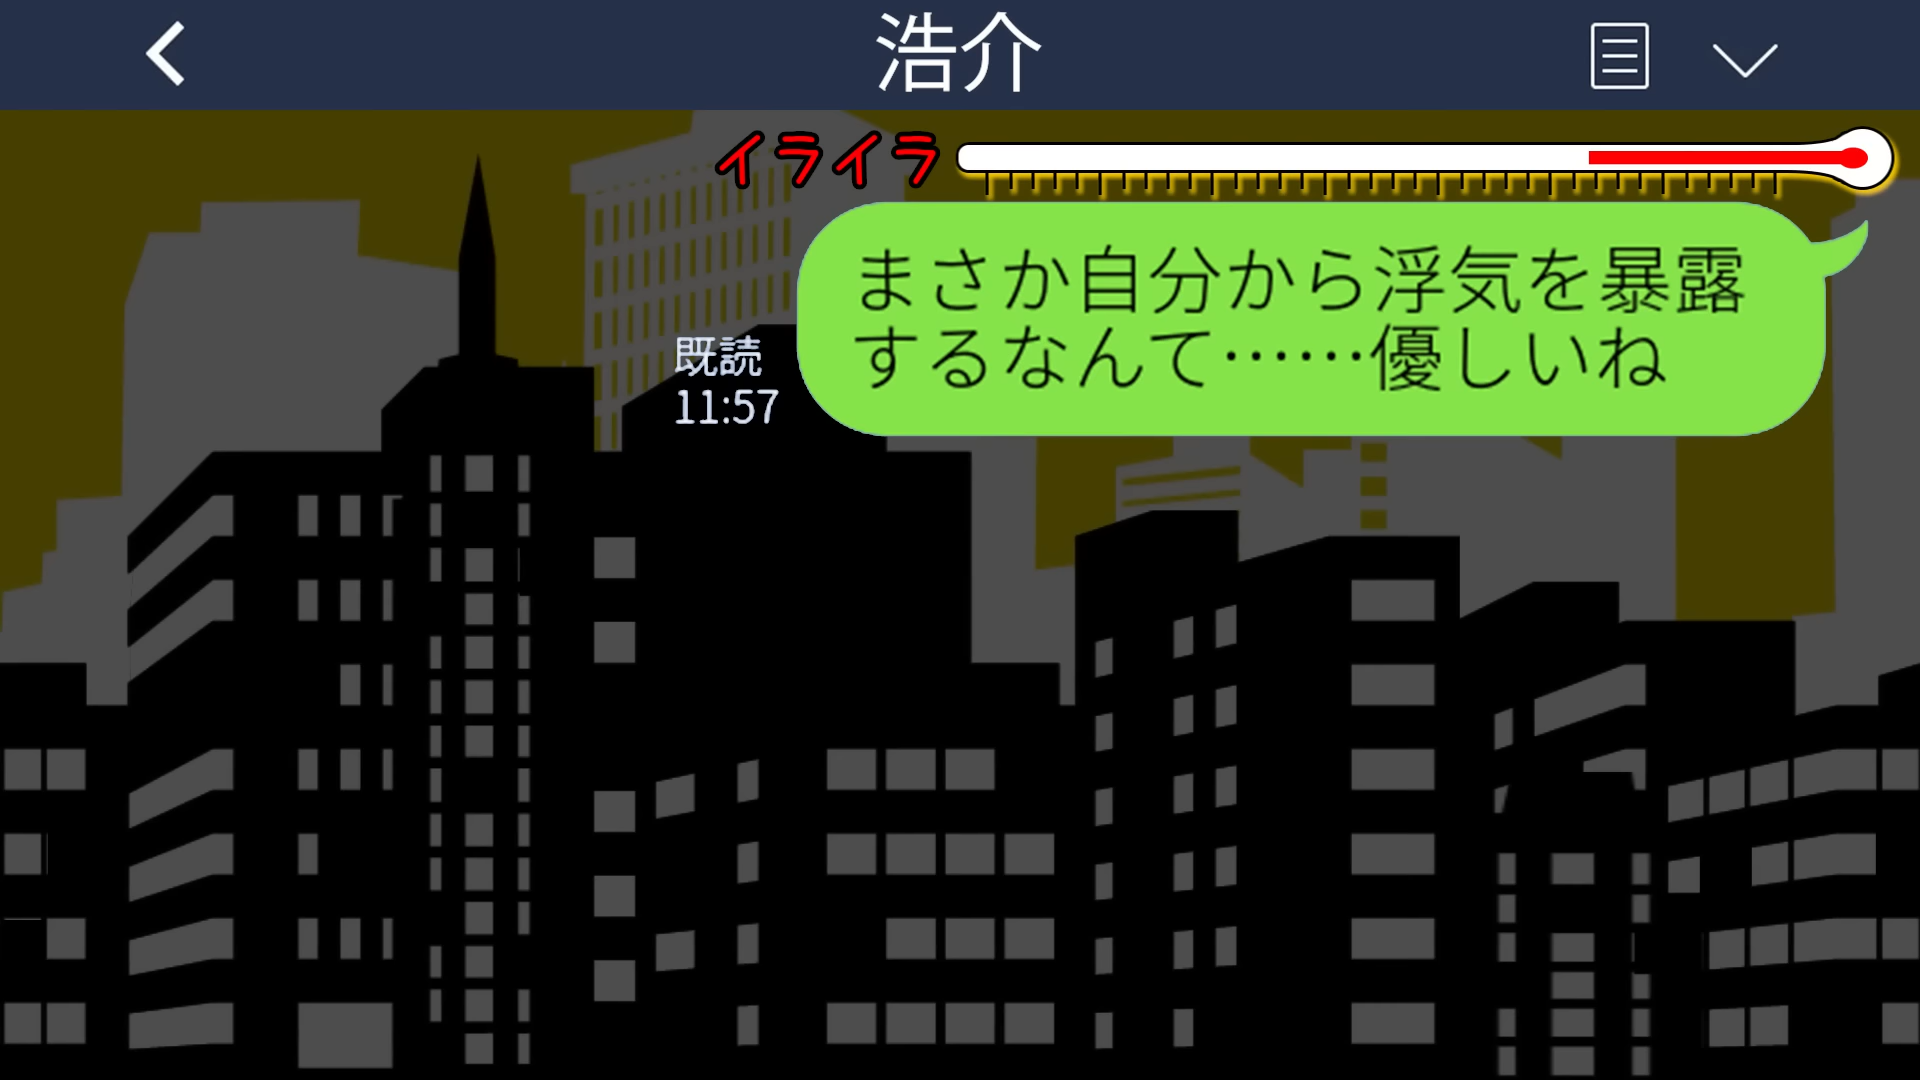 浩介
イライラ
まさか自分から浮気を暴露
するなんて……優しいね
既読
11:57